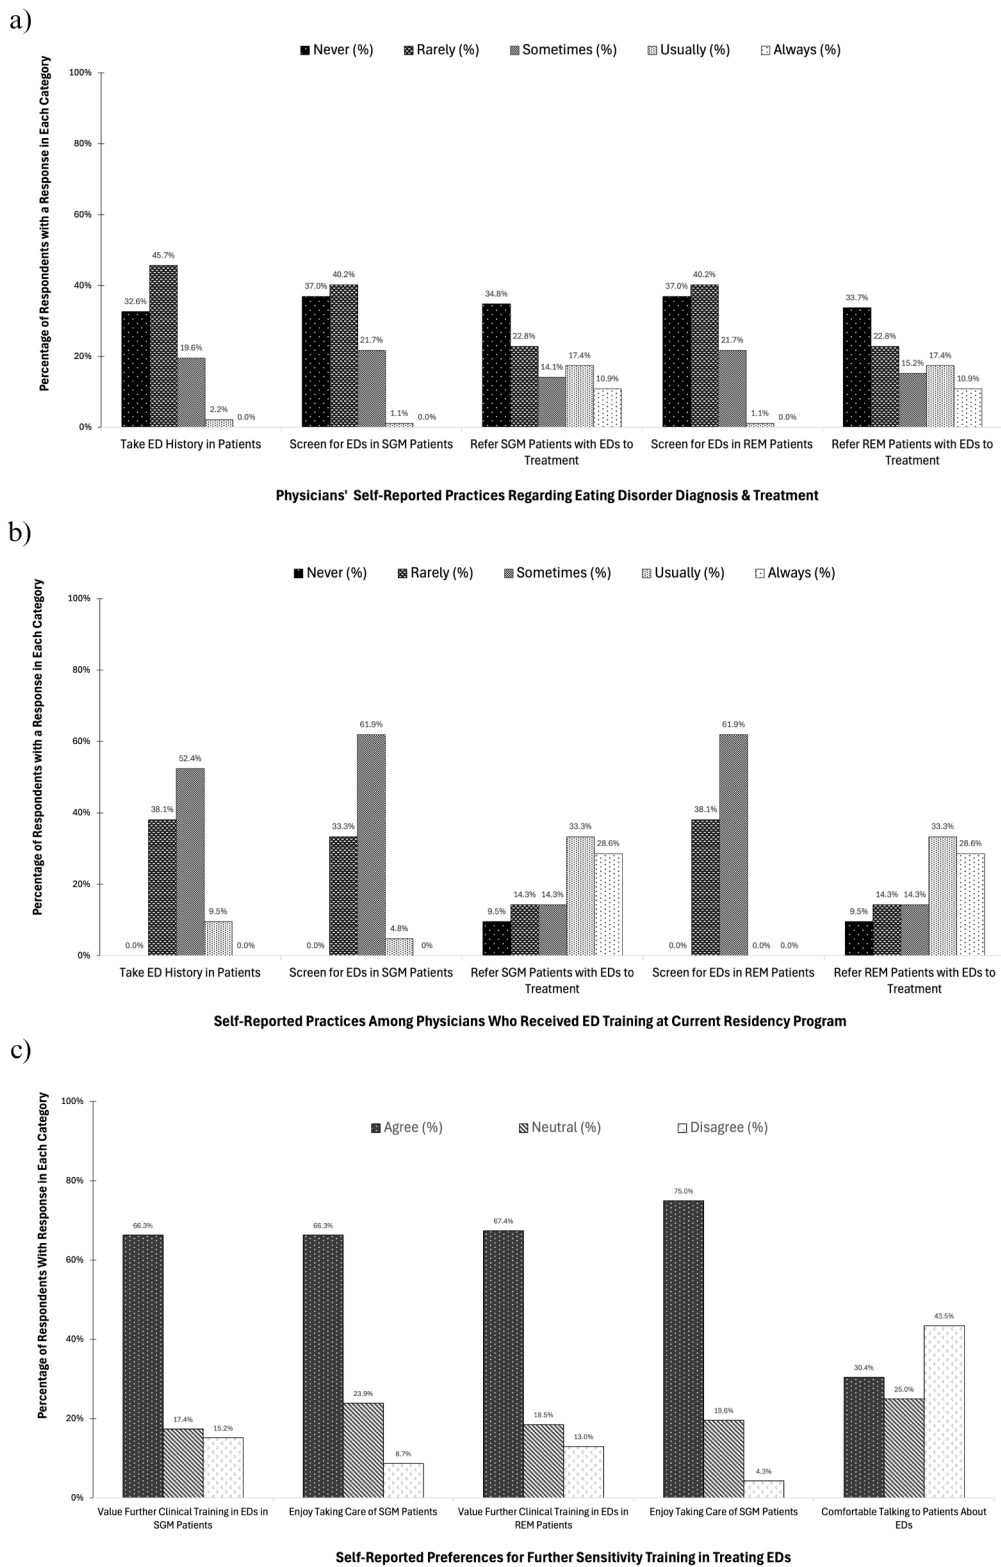 a)
Never (%) Rarely (%) Sometimes (%) Usually (%) Always (%)
Percentage of Respondents with a Response in Each Category
100%
80%
60%
40%
20%
0%
32.6% 45.7% 19.6% 2.2% 0.0%
37.0% 40.2% 21.7% 1.1% 0.0%
34.8% 22.8% 14.1% 17.4% 10.9%
37.0% 40.2% 21.7% 1.1% 0.0%
33.7% 22.8% 15.2% 17.4% 10.9%
Take ED History in Patients
Screen for EDs in SGM Patients
Refer SGM Patients with EDs to
Treatment
Screen for EDs in REM Patients
Refer REM Patients with EDs to
Treatment
Physicians' Self-Reported Practices Regarding Eating Disorder Diagnosis & Treatment
b)
Never (%) Rarely (%) Sometimes (%) Usually (%) Always (%)
Percentage of Respondents with a Response in Each Category
100%
80%
60%
40%
20%
0%
0.0% 38.1% 52.4% 9.5% 0.0%
0.0% 33.3% 61.9% 4.8% 0%
9.5% 14.3% 14.3% 33.3% 28.6%
0.0% 38.1% 61.9% 0.0% 0.0%
9.5% 14.3% 14.3% 33.3% 28.6%
Take ED History in Patients
Screen for EDs in SGM Patients
Refer SGM Patients with EDs to
Treatment
Screen for EDs in REM Patients
Refer REM Patients with EDs to
Treatment
Self-Reported Practices Among Physicians Who Received ED Training at Current Residency Program
c)
Agree (%) Neutral (%) Disagree (%)
Percentage of Respondents With Response in Each Category
100%
80%
60%
40%
20%
0%
66.3% 17.4% 15.2%
66.3% 23.9% 8.7%
67.4% 18.5% 13.0%
75.0% 19.6% 4.3%
30.4% 25.0% 43.5%
Value Further Clinical Training in EDs in
SGM Patients
Enjoy Taking Care of SGM Patients
Value Further Clinical Training in EDs in
REM Patients
Enjoy Taking Care of SGM Patients
Comfortable Talking to Patients About
EDs
Self-Reported Preferences for Further Sensitivity Training in Treating EDs